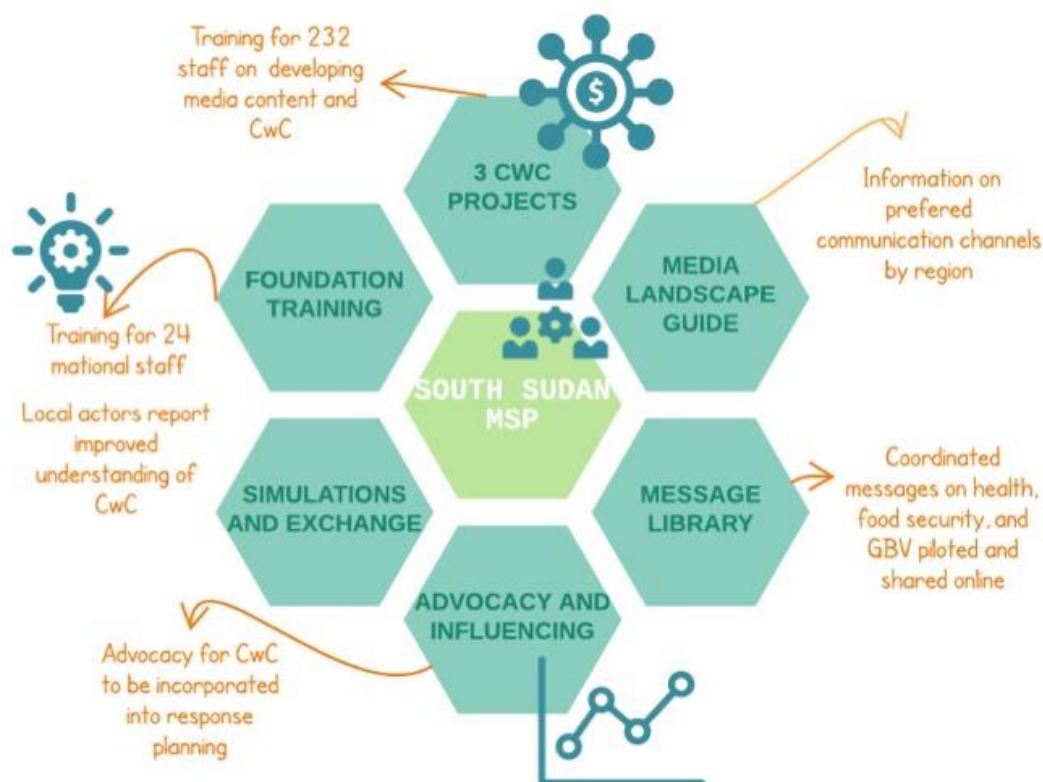 Training for 232
staff on developing
media content and
CwC
3 CWC
PROJECTS
Information on
prefered
communication channels
by region
MEDIA
LANDSCAPE
GUIDE
FOUNDATION
TRAINING
Training for 24
mational staff
Local actors report
improved
understanding of
CwC
SOUTH SUDAN
MSP
SIMULATIONS
AND EXCHANGE
MESSAGE
LIBRARY
Coordinated
messages on health,
food security, and
GBV piloted and
shared online
ADVOCACY AND
INFLUENCING
Advocacy for CwC
to be incorporated
into response
planning
$